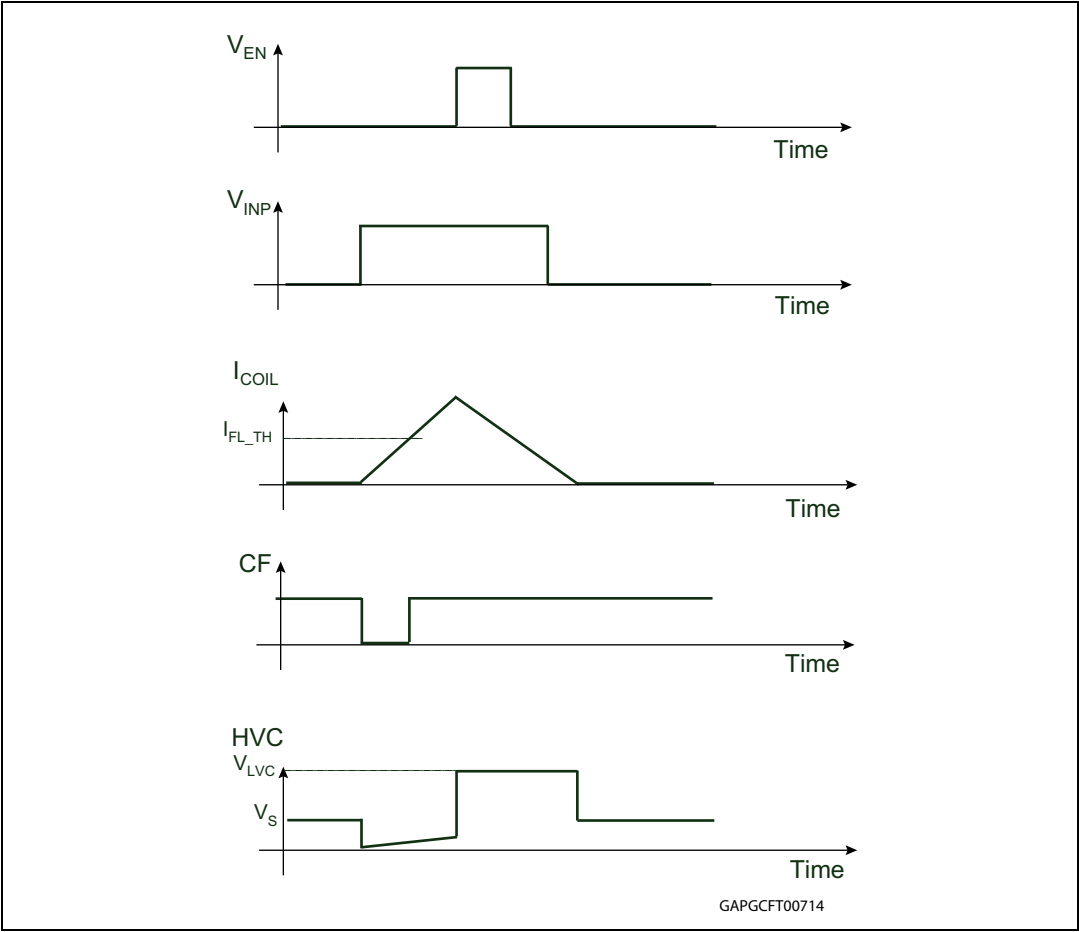 V_EN
Time
V_INP
Time
I_COIL
I_FL_TH
Time
CF
Time
HVC
V_LVC
V_S
Time
GAPGCFT00714